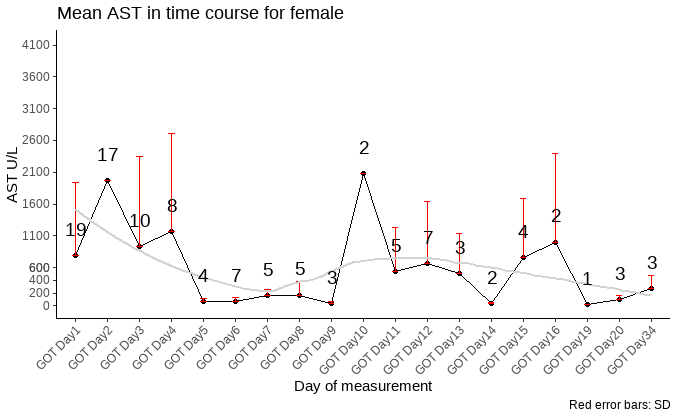 Mean AST in time course for female
4100
3600
3100
2600
2100
1600
1100
600
400
200
0
AST U/L
19
17
10
8
4
7
5
5
3
2
5
7
3
2
4
2
1
3
3
GOT Day1
GOT Day2
GOT Day3
GOT Day4
GOT Day5
GOT Day6
GOT Day7
GOT Day8
GOT Day9
GOT Day10
GOT Day11
GOT Day12
GOT Day13
GOT Day14
GOT Day15
GOT Day16
GOT Day19
GOT Day20
GOT Day34
Day of measurement
Red error bars: SD